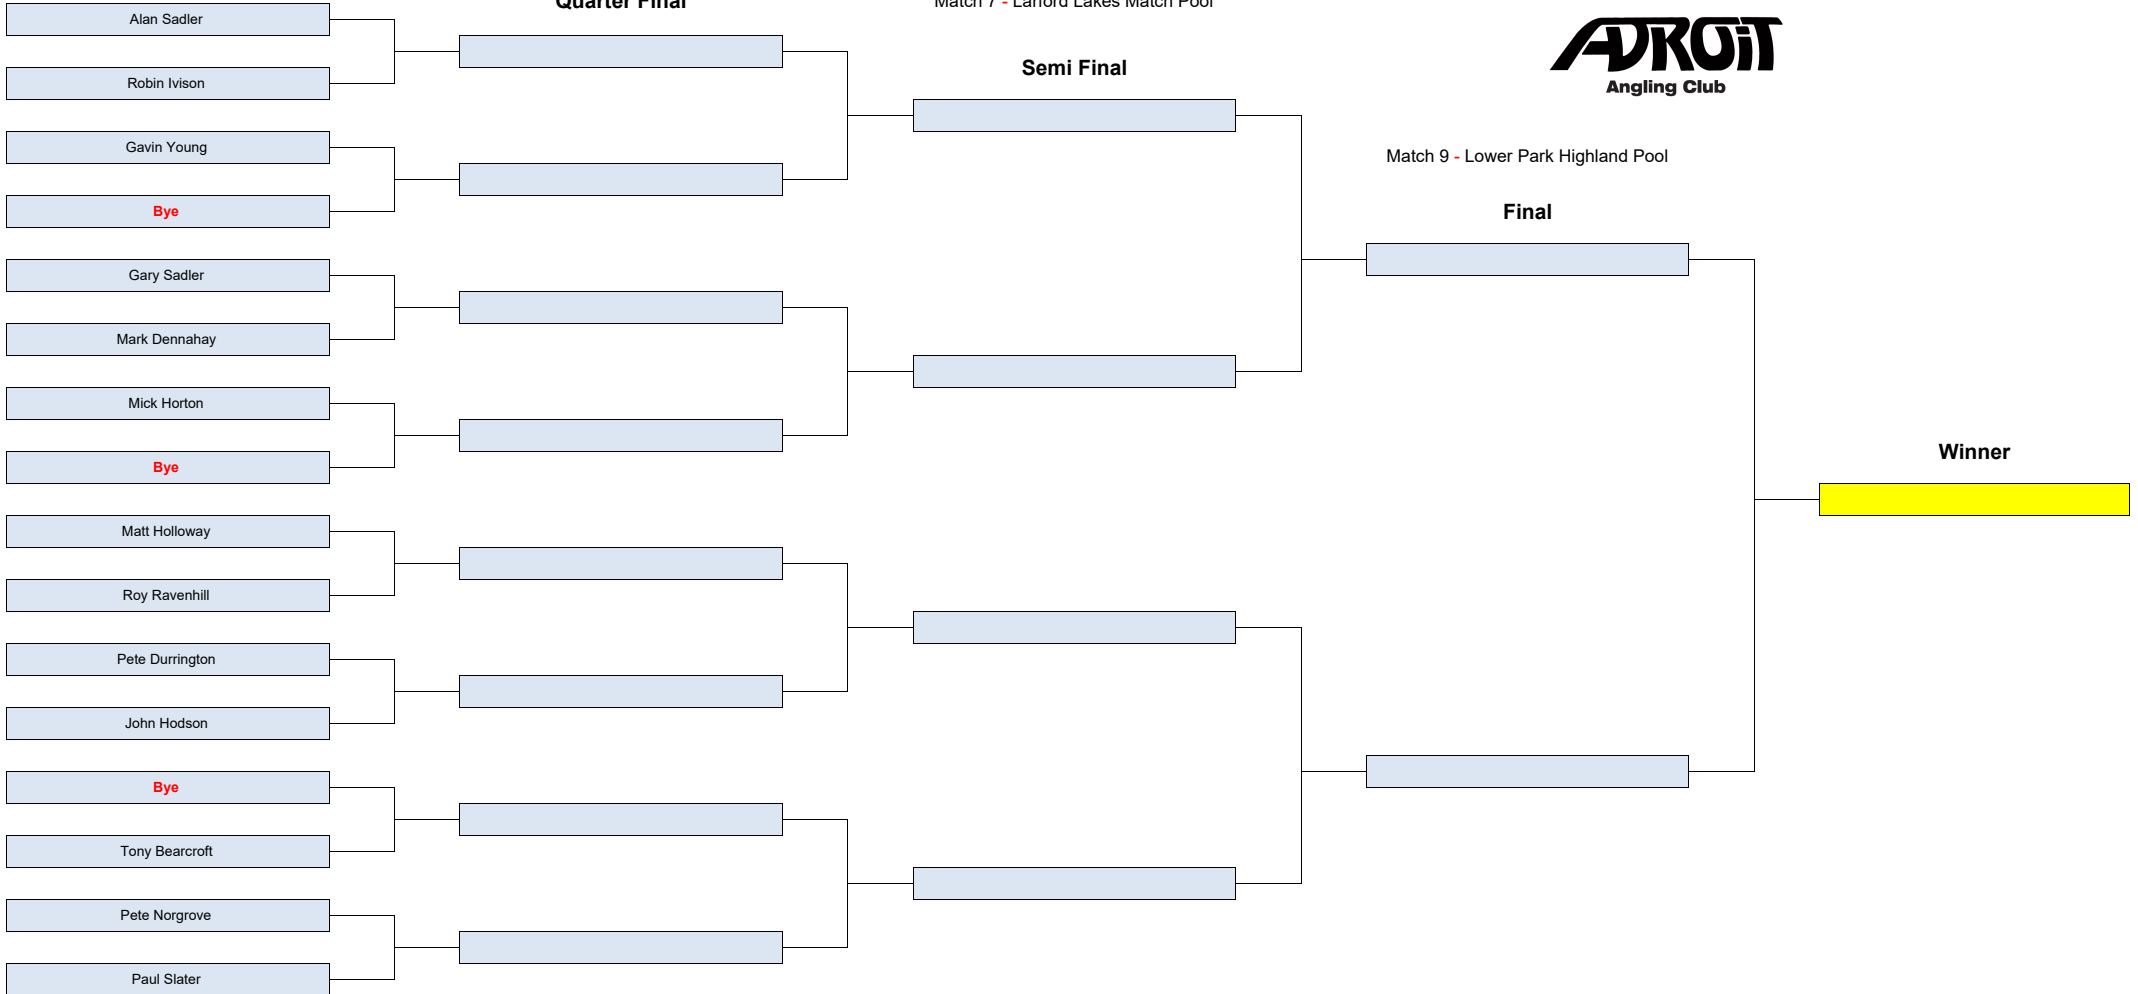 Quarter Final
Match 7 - Larford Lakes Match Pool
ADROiT
Angling Club
Semi Final
Match 9 - Lower Park Highland Pool
Final
Winner
Alan Sadler
Robin Ivison
Gavin Young
Bye
Gary Sadler
Mark Dennahay
Mick Horton
Bye
Matt Holloway
Roy Ravenhill
Pete Durrington
John Hodson
Bye
Tony Bearcroft
Pete Norgrove
Paul Slater